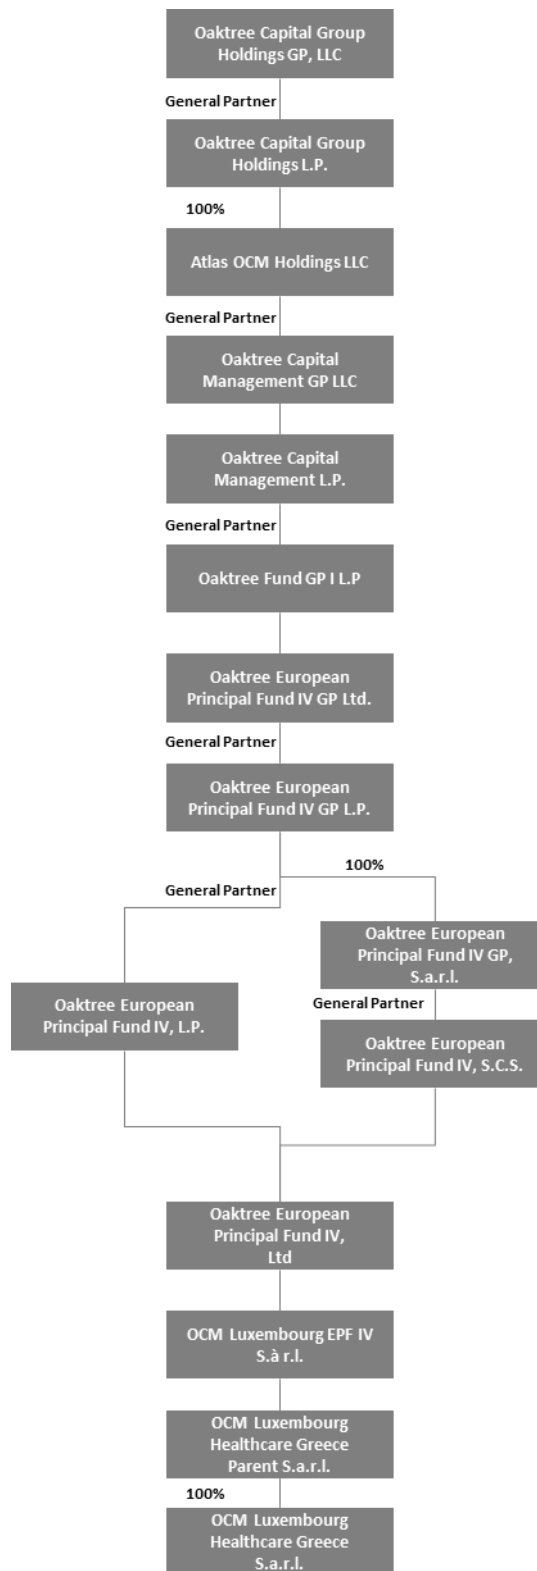 Oaktree Capital Group
Holdings GP, LLC
General Partner
Oaktree Capital Group
Holdings L.P.
100%
Atlas OCM Holdings LLC
General Partner
Oaktree Capital
Management GP LLC
Oaktree Capital
Management L.P.
General Partner
Oaktree Fund GP I L.P
Oaktree European
Principal Fund IV GP Ltd.
General Partner
Oaktree European
Principal Fund IV GP L.P.
100%
General Partner
Oaktree European
Principal Fund IV GP,
S.a.r.l.
General Partner
Oaktree European
Principal Fund IV, L.P.
Oaktree European
Principal Fund IV, S.C.S.
Oaktree European
Principal Fund IV,
Ltd
OCM Luxembourg EPF IV
S.à r.l.
OCM Luxembourg
Healthcare Greece
Parent S.a.r.l.
100%
OCM Luxembourg
Healthcare Greece
S.a.r.l.